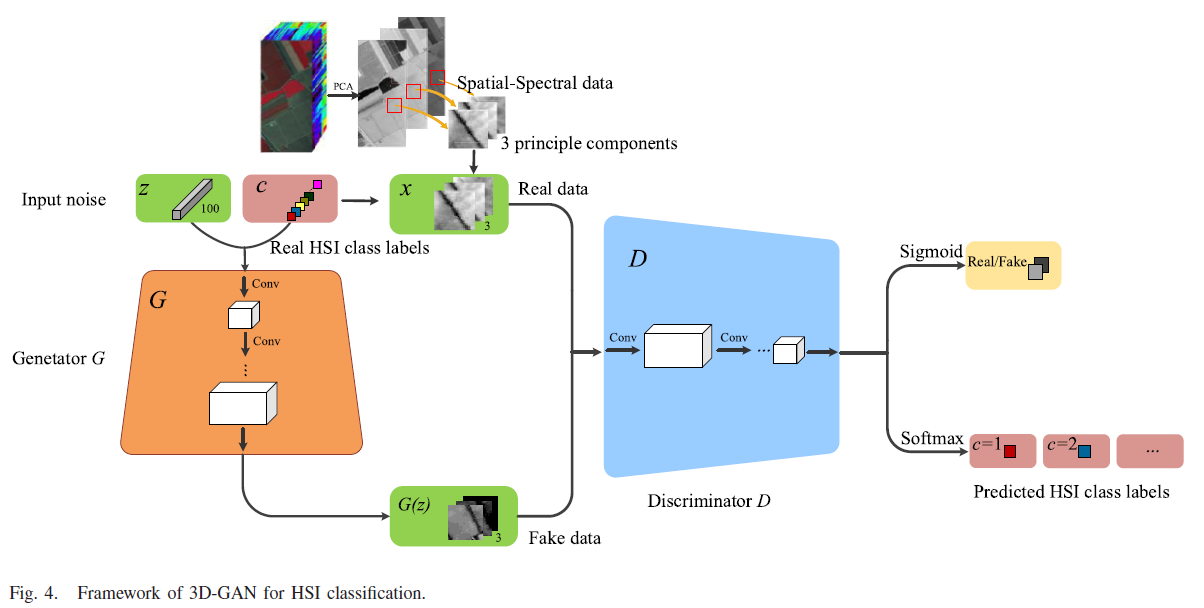 PCA
Spatial-Spectral data
3 principle components
Input noise
z
100
c
x
3
Real data
Real HSI class labels
G
Conv
Conv
...
Genetator G
D
Conv
Conv
...
Discriminator D
Sigmoid
Real/Fake
Softmax
c=1
c=2
...
Predicted HSI class labels
G(z)
3
Fake data
Fig. 4. Framework of 3D-GAN for HSI classification.